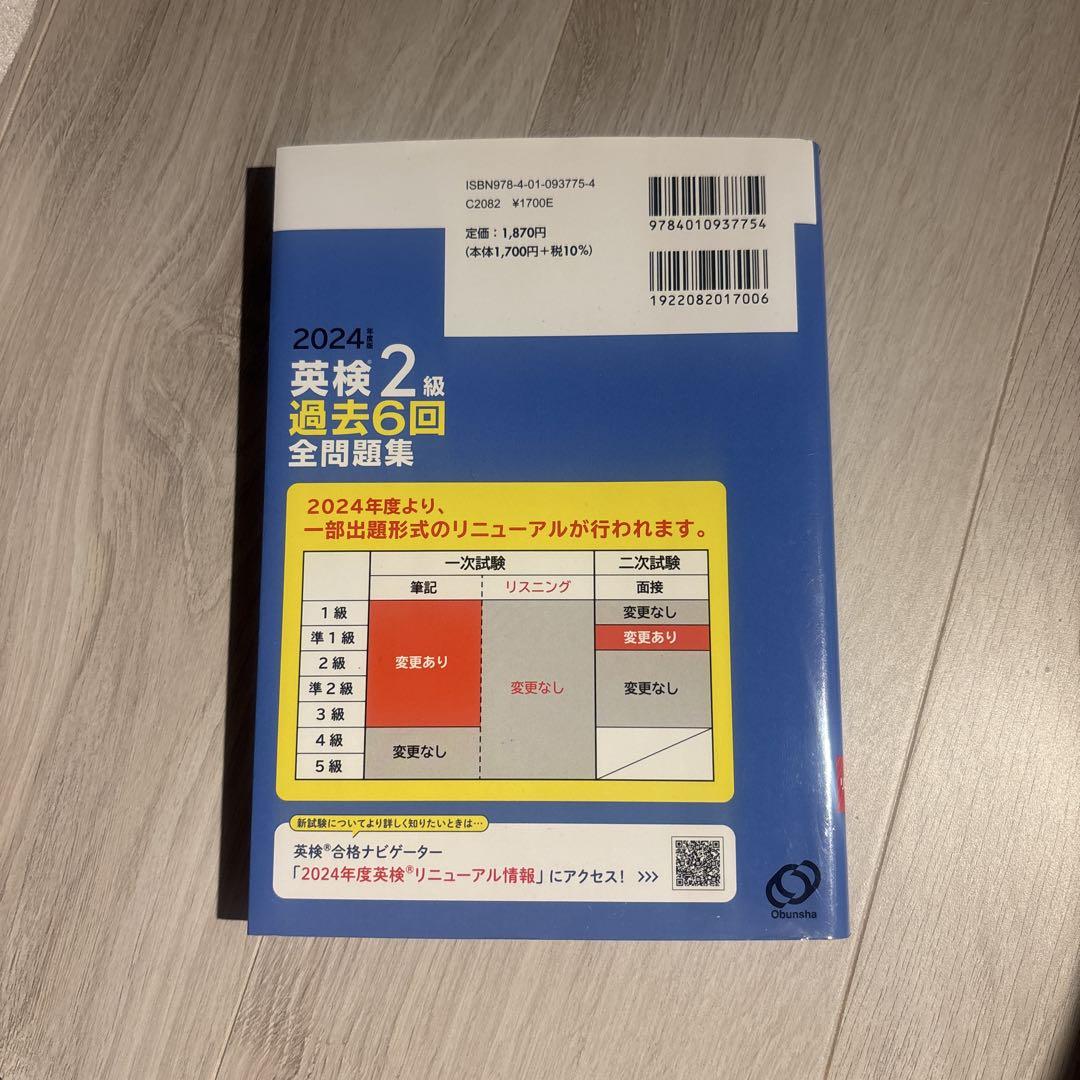 ISBN978-4-01-093775-4
C2082 ¥1700E
定価：1,870円
(本体1,700円＋税10%)
9784010937754
1922082017006
2024年度版
英検®2級
過去6回
全問題集
2024年度より、
一部出題形式のリニューアルが行われます。
一次試験 二次試験
筆記 リスニング 面接
1級 変更なし
準1級 変更あり
2級 変更あり 変更なし 変更なし
準2級
3級
4級 変更なし
5級
新試験についてより詳しく知りたいときは…
英検®合格ナビゲーター
「2024年度英検®リニューアル情報」にアクセス! >>>
Obunsha